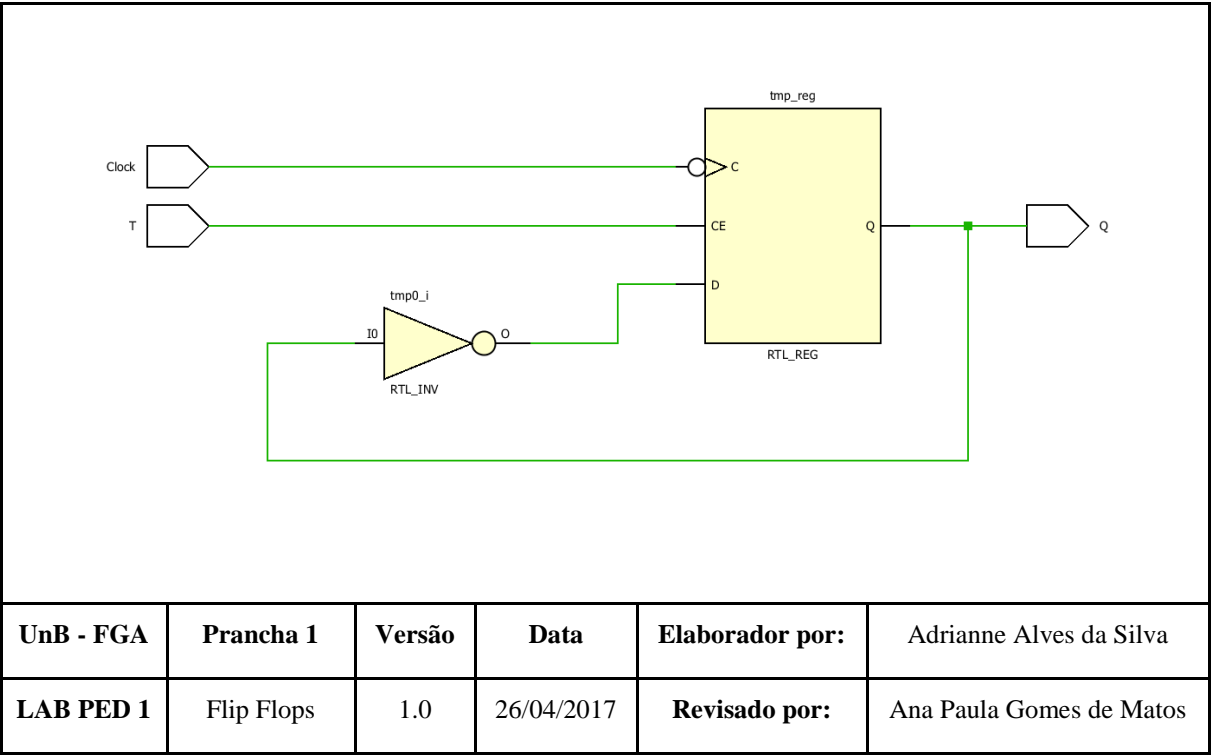 tmp_reg
Clock
C
T
CE
Q
Q
D
tmp0_i
I0
O
RTL_INV
RTL_REG
UnB - FGA
Prancha 1
Versão
Data
Elaborador por:
Adrianne Alves da Silva
LAB PED 1
Flip Flops
1.0
26/04/2017
Revisado por:
Ana Paula Gomes de Matos